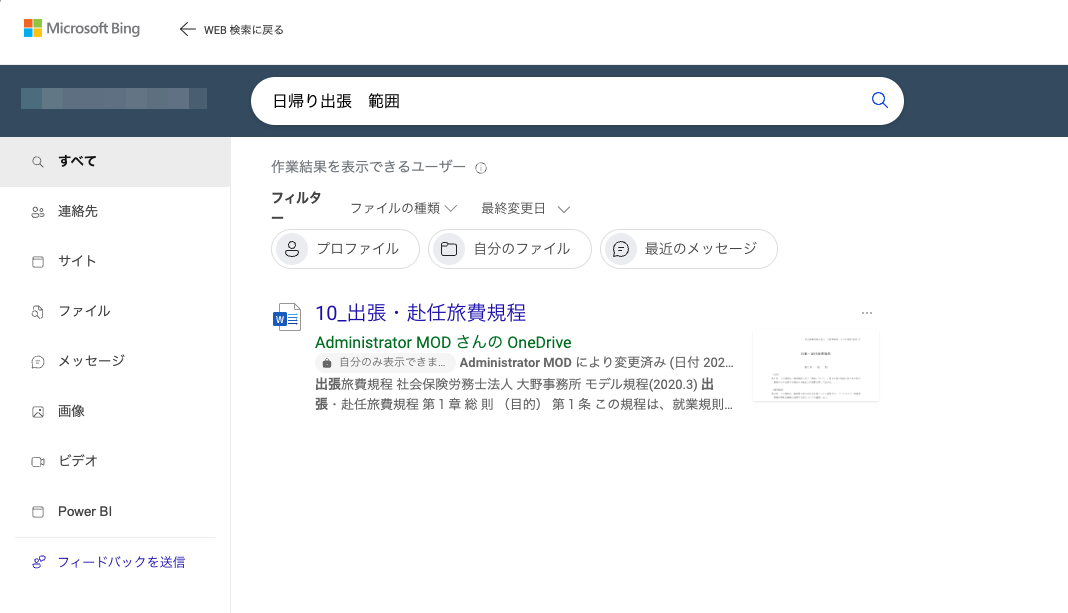 Microsoft Bing
WEB 検索に戻る
日帰り出張　範囲
すべて
連絡先
サイト
ファイル
メッセージ
画像
ビデオ
Power BI
フィードバックを送信
作業結果を表示できるユーザー
フィルター
ファイルの種類
最終変更日
プロファイル
自分のファイル
最近のメッセージ
10_出張・赴任旅費規程
Administrator MOD さんの OneDrive
自分のみ表示できま... Administrator MOD により変更済み (日付 202...
出張旅費規程 社会保険労務士法人 大野事務所 モデル規程(2020.3) 出
張・赴任旅費規程 第 1 章 総 則 （目的） 第 1 条 この規程は、就業規則...